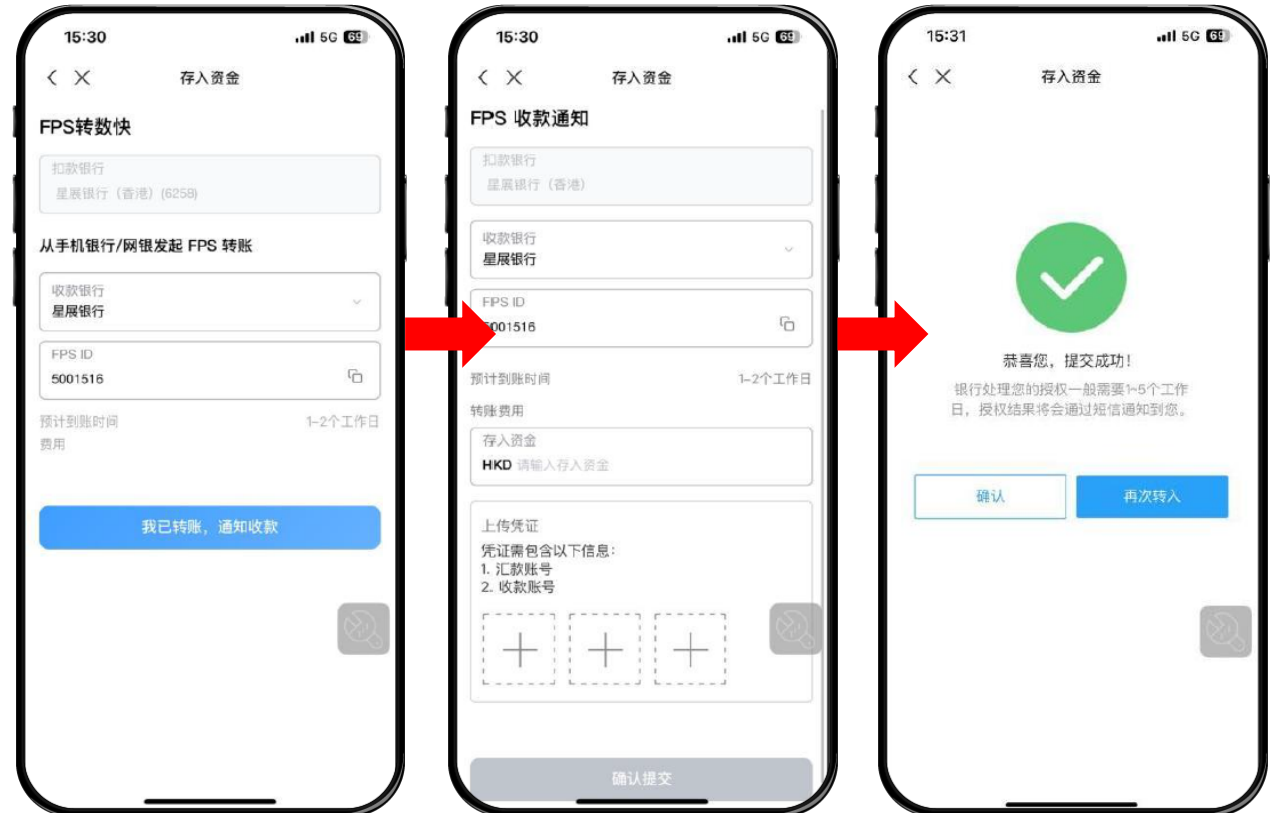 15:30
5G 69
存入资金
FPS转数快
扣款银行
星展银行（香港）(6258)
从手机银行/网银发起 FPS 转账
收款银行
星展银行
FPS ID
5001516
预计到账时间 1-2个工作日
费用
我已转账，通知收款
15:30
5G 69
存入资金
FPS 收款通知
扣款银行
星展银行（香港）
收款银行
星展银行
FPS ID
001516
预计到账时间 1-2个工作日
转账费用
存入资金
HKD 请输入存入资金
上传凭证
凭证需包含以下信息：
1. 汇款账号
2. 收款账号
确认提交
15:31
5G 69
存入资金
恭喜您，提交成功！
银行处理您的授权一般需要1~5个工作
日，授权结果将会通过短信通知到您。
确认 再次转入